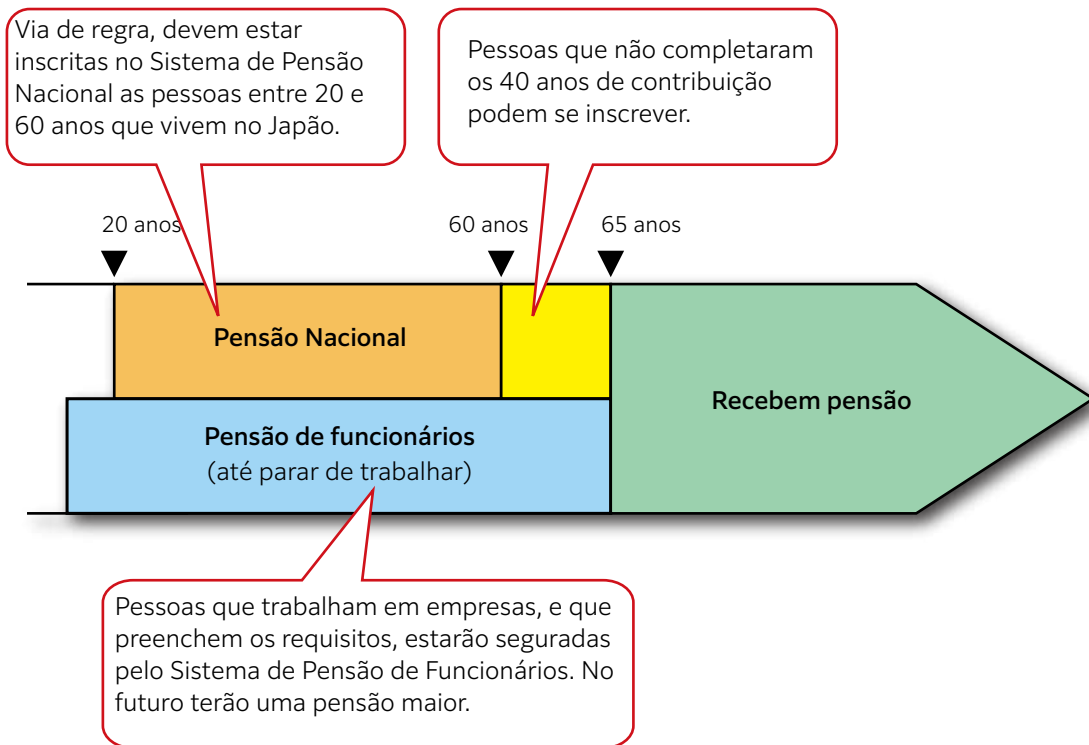 Via de regra, devem estar
inscritas no Sistema de Pensão
Nacional as pessoas entre 20 e
60 anos que vivem no Japão.
Pessoas que não completaram
os 40 anos de contribuição
podem se inscrever.
20 anos
60 anos
65 anos
Pensão Nacional
Recebem pensão
Pensão de funcionários
(até parar de trabalhar)
Pessoas que trabalham em empresas, e que
preenchem os requisitos, estarão seguradas
pelo Sistema de Pensão de Funcionários. No
futuro terão uma pensão maior.